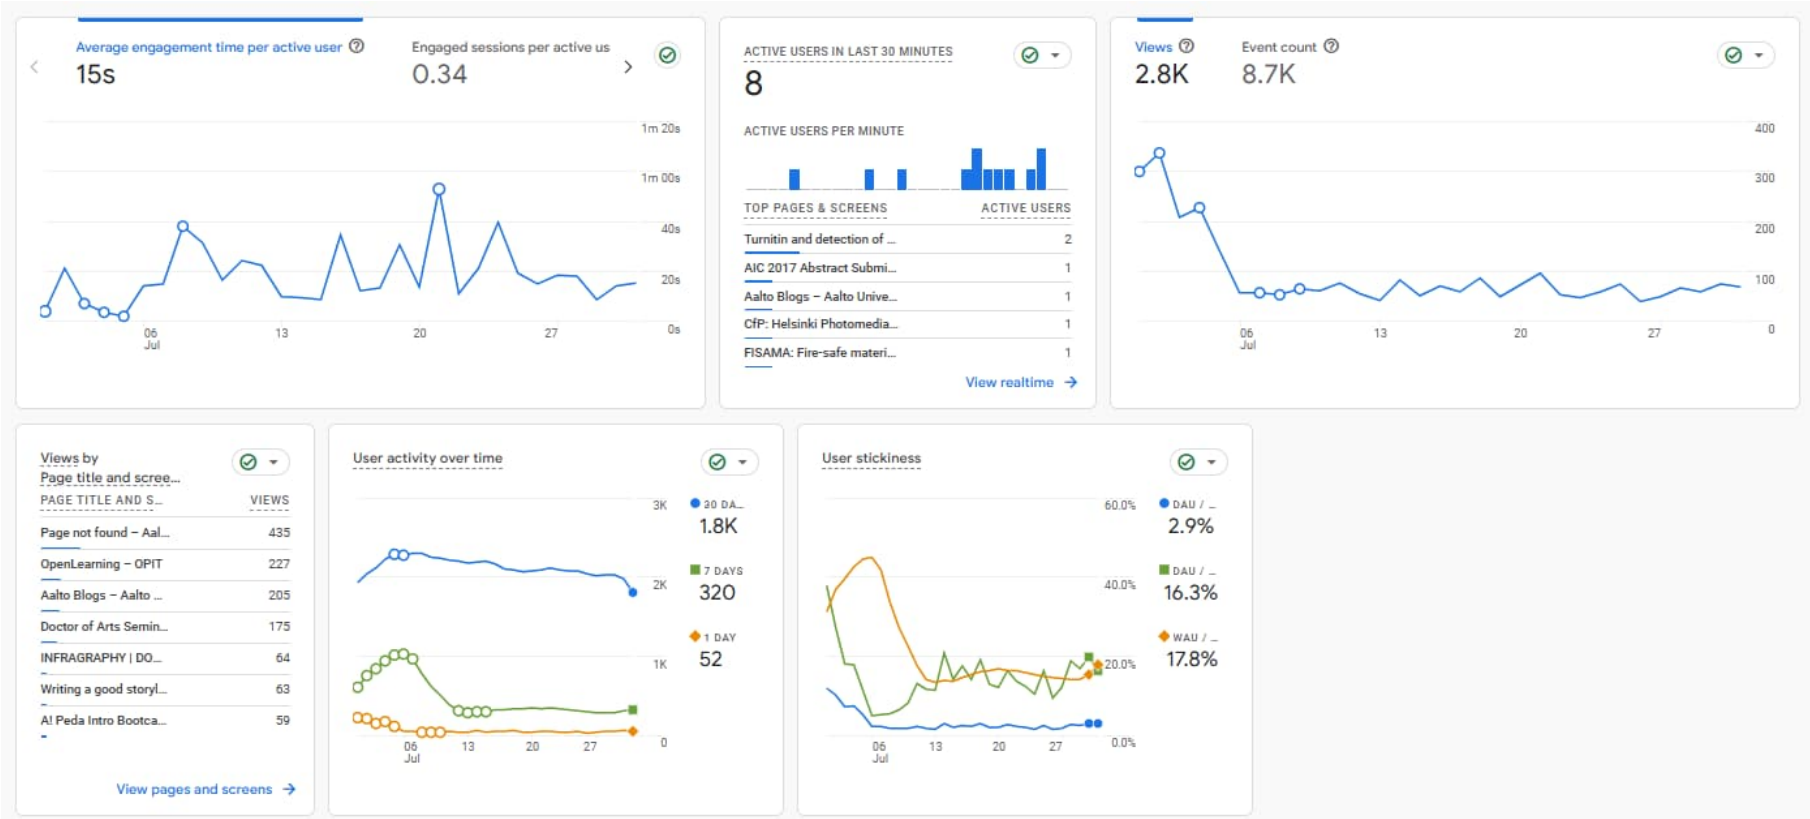 Average engagement time per active user
15s
Engaged sessions per active us
0.34
1m 20s
1m 00s
40s
20s
0s
06
Jul
13
20
27
ACTIVE USERS IN LAST 30 MINUTES
8
ACTIVE USERS PER MINUTE
TOP PAGES & SCREENS ACTIVE USERS
Turnitin and detection of ... 2
AIC 2017 Abstract Submi... 1
Aalto Blogs – Aalto Unive... 1
CfP: Helsinki Photomedia... 1
FISAMA: Fire-safe materi... 1
View realtime
Views
2.8K
Event count
8.7K
400
300
200
100
0
06
Jul
13
20
27
Views by
Page title and scree...
PAGE TITLE AND S... VIEWS
Page not found – Aal... 435
OpenLearning – OPIT 227
Aalto Blogs – Aalto ... 205
Doctor of Arts Semin... 175
INFRAGRAPHY | DO... 64
Writing a good storyl... 63
A! Peda Intro Bootca... 59
View pages and screens
User activity over time
3K
2K
1K
0
06
Jul
13
20
27
30 DA...
1.8K
7 DAYS
320
1 DAY
52
User stickiness
60.0%
40.0%
20.0%
0.0%
06
Jul
13
20
27
DAU / ...
2.9%
DAU / ...
16.3%
WAU / ...
17.8%